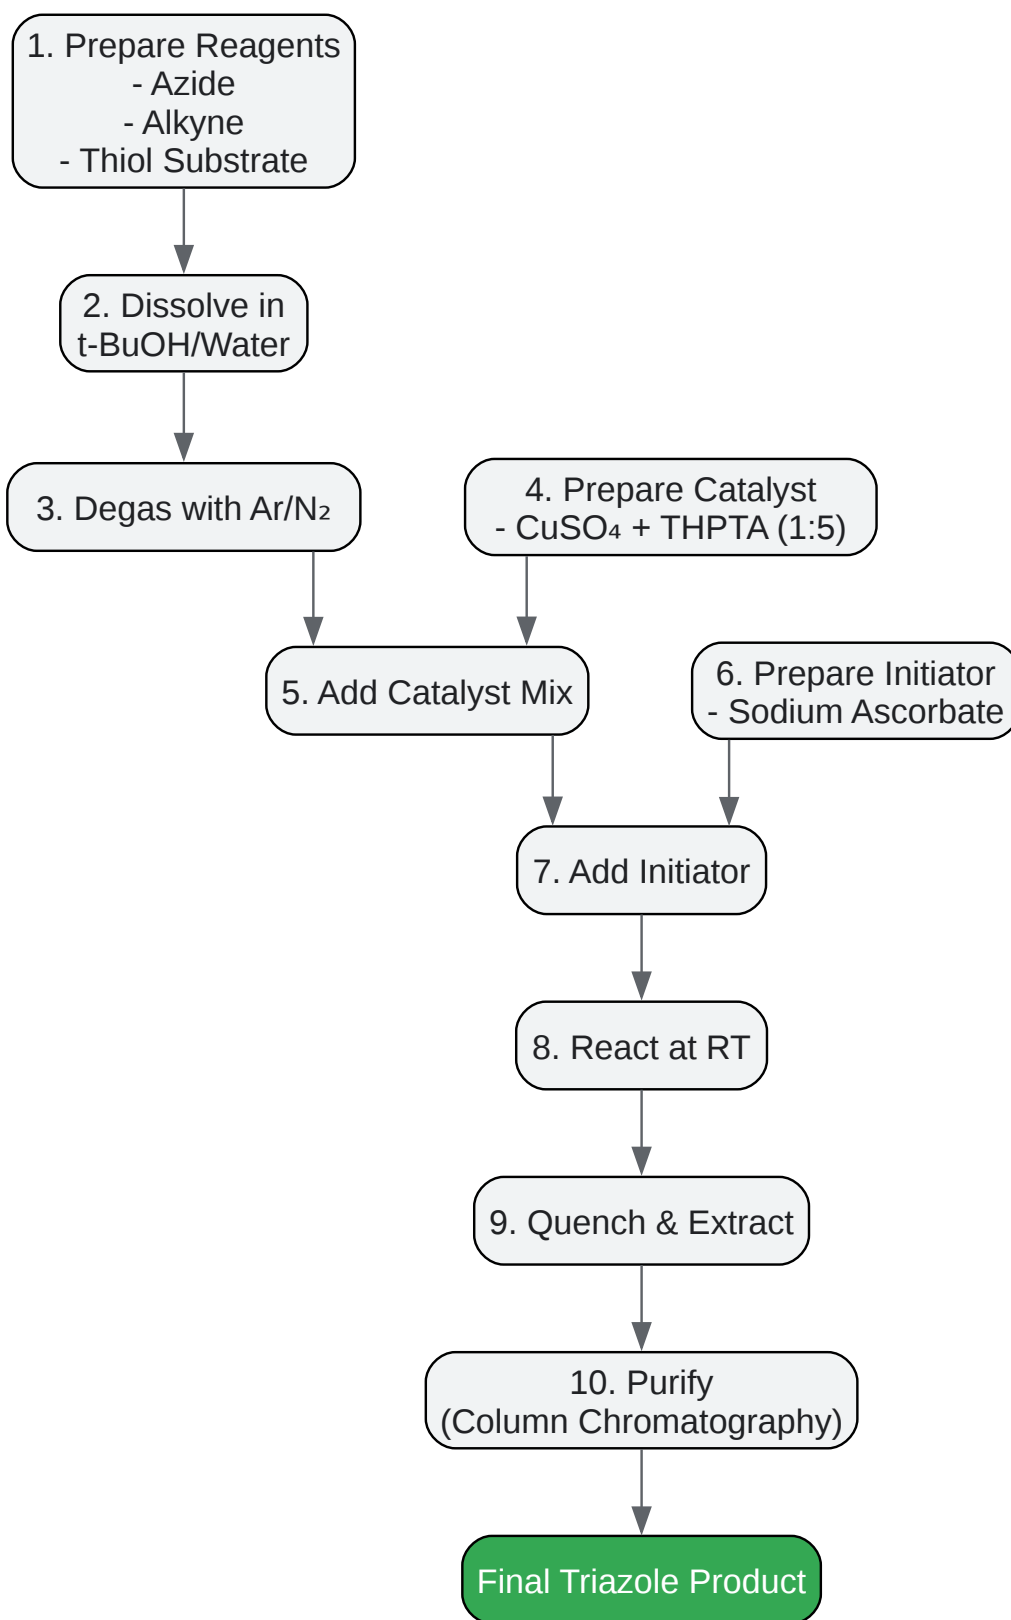 1. Prepare Reagents
- Azide
- Alkyne
- Thiol Substrate
2. Dissolve in
t-BuOH/Water
3. Degas with Ar/N₂
4. Prepare Catalyst
- CuSO₄ + THPTA (1:5)
5. Add Catalyst Mix
6. Prepare Initiator
- Sodium Ascorbate
7. Add Initiator
8. React at RT
9. Quench & Extract
10. Purify
(Column Chromatography)
Final Triazole Product